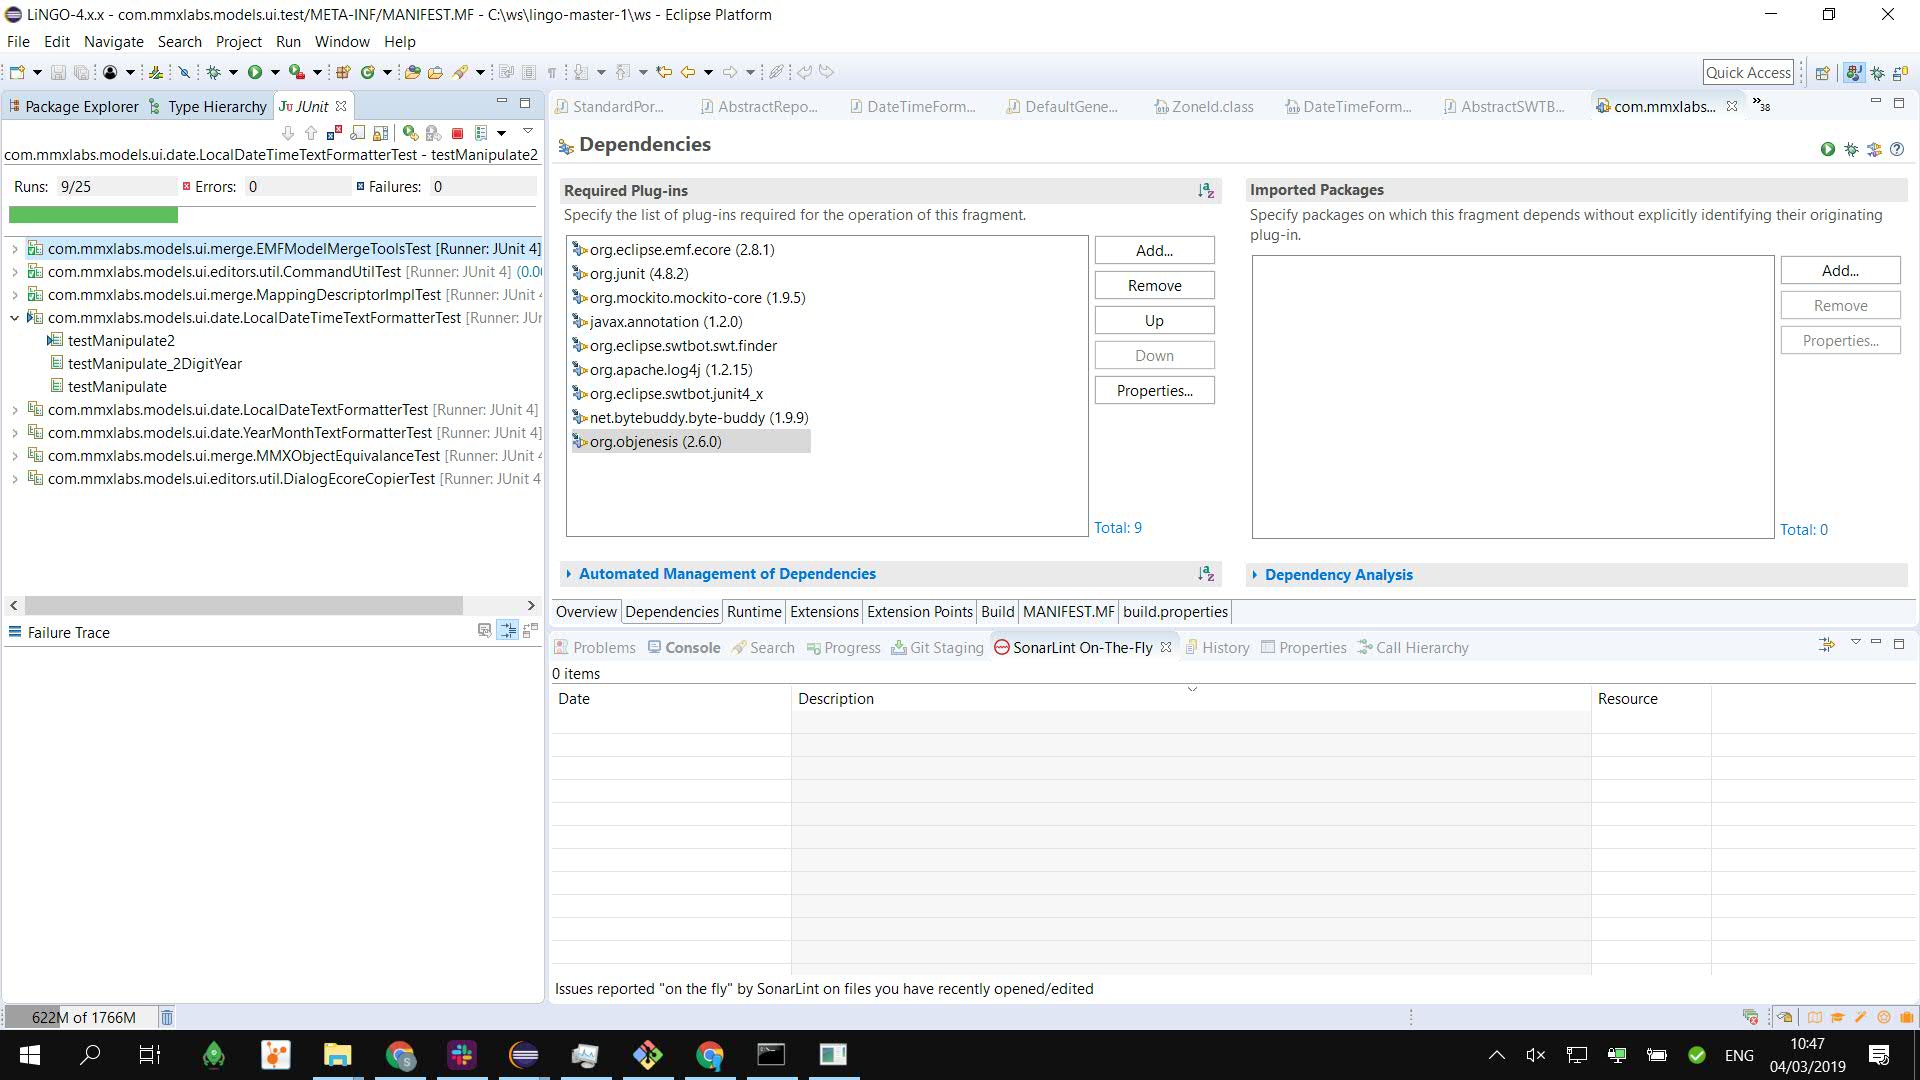 LiNGO-4.x.x - com.mmxlabs.models.ui.test/META-INF/MANIFEST.MF - C:\ws\lingo-master-1\ws - Eclipse Platform
File Edit Navigate Search Project Run Window Help
Quick Access
Package Explorer Type Hierarchy JUnit
StandardPor... AbstractRepo... DateTimeForm... DefaultGene... ZoneId.class DateTimeForm... AbstractSWTB... com.mmxlabs... »38
com.mmxlabs.models.ui.date.LocalDateTimeTextFormatterTest - testManipulate2
Runs: 9/25 Errors: 0 Failures: 0
com.mmxlabs.models.ui.merge.EMFModelMergeToolsTest [Runner: JUnit 4]
com.mmxlabs.models.ui.editors.util.CommandUtilTest [Runner: JUnit 4] (0.0
com.mmxlabs.models.ui.merge.MappingDescriptorImplTest [Runner: JUnit 4
com.mmxlabs.models.ui.date.LocalDateTimeTextFormatterTest [Runner: JUr
testManipulate2
testManipulate_2DigitYear
testManipulate
com.mmxlabs.models.ui.date.LocalDateTextFormatterTest [Runner: JUnit 4]
com.mmxlabs.models.ui.date.YearMonthTextFormatterTest [Runner: JUnit 4]
com.mmxlabs.models.ui.merge.MMXObjectEquivalanceTest [Runner: JUnit 4]
com.mmxlabs.models.ui.editors.util.DialogEcoreCopierTest [Runner: JUnit 4
Failure Trace
Dependencies
Required Plug-ins
Specify the list of plug-ins required for the operation of this fragment.
org.eclipse.emf.ecore (2.8.1)
org.junit (4.8.2)
org.mockito.mockito-core (1.9.5)
javax.annotation (1.2.0)
org.eclipse.swtbot.swt.finder
org.apache.log4j (1.2.15)
org.eclipse.swtbot.junit4_x
net.bytebuddy.byte-buddy (1.9.9)
org.objenesis (2.6.0)
Add...
Remove
Up
Down
Properties...
Total: 9
Imported Packages
Specify packages on which this fragment depends without explicitly identifying their originating
plug-in.
Add...
Remove
Properties...
Total: 0
Automated Management of Dependencies
Dependency Analysis
Overview Dependencies Runtime Extensions Extension Points Build MANIFEST.MF build.properties
Problems Console Search Progress Git Staging SonarLint On-The-Fly History Properties Call Hierarchy
0 items
Date Description Resource
Issues reported "on the fly" by SonarLint on files you have recently opened/edited
622M of 1766M
ENG
10:47
04/03/2019